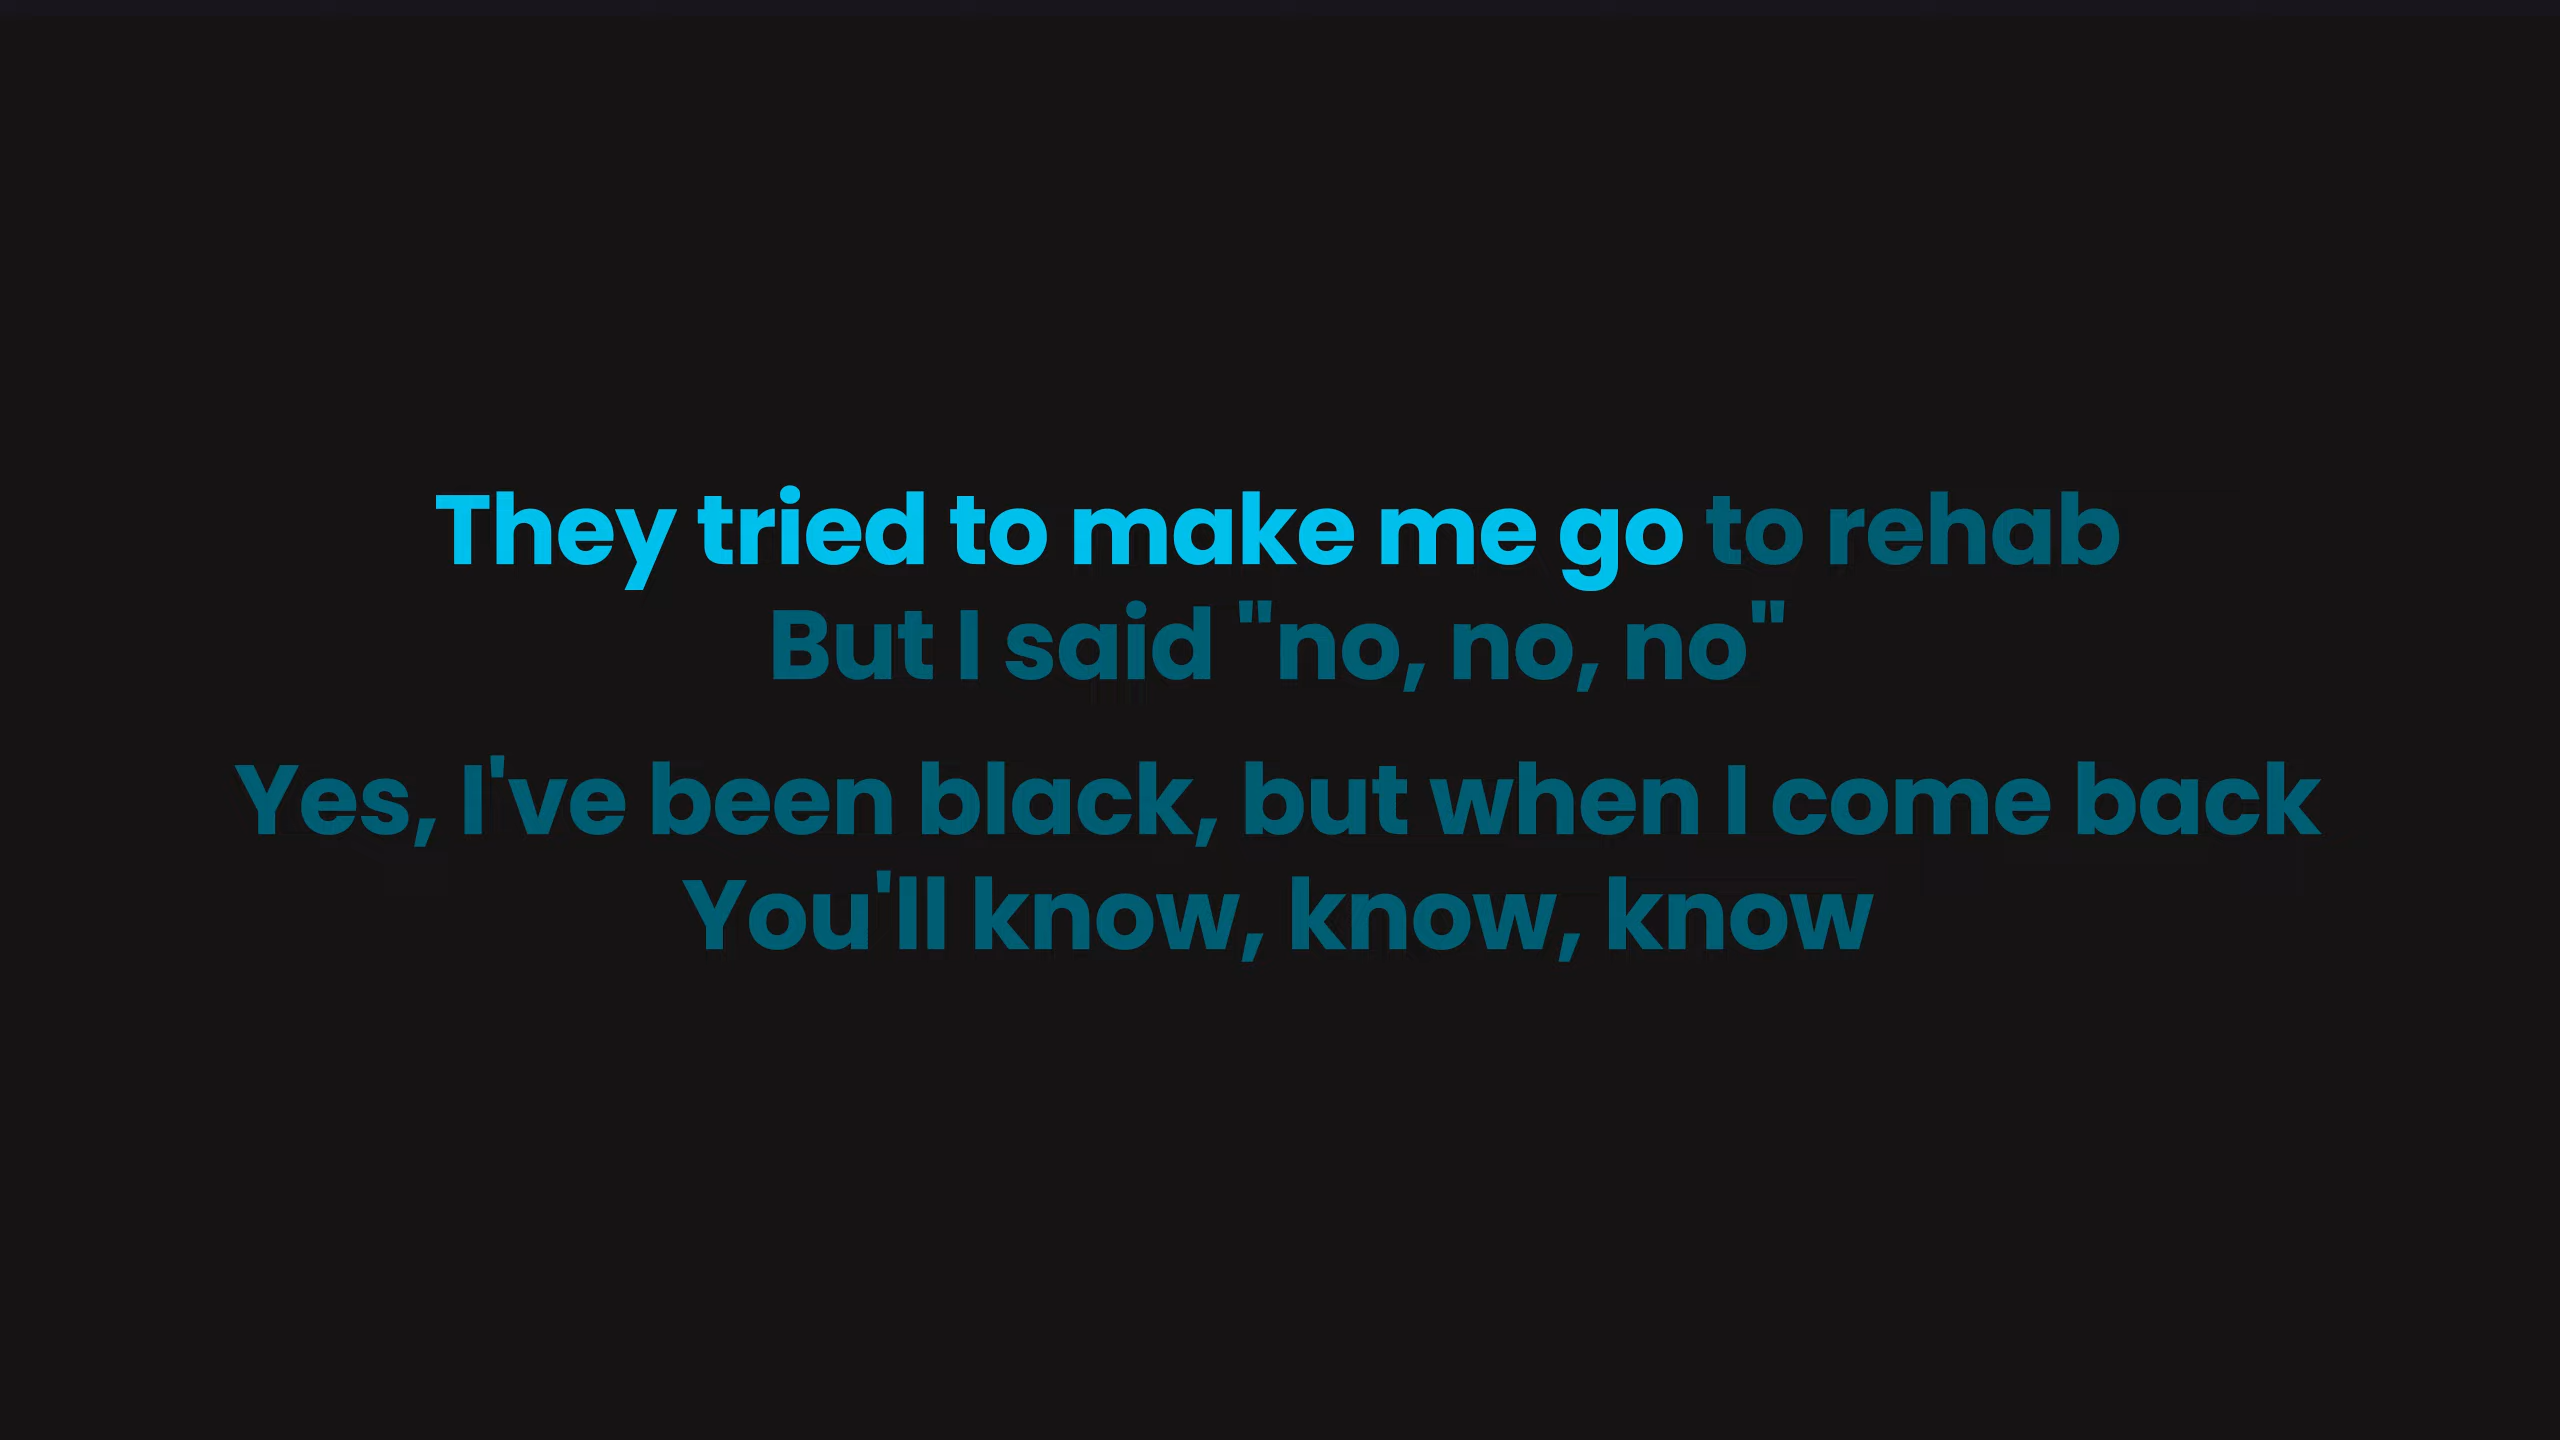 They tried to make me go to rehab
But I said "no, no, no"
Yes, I've been black, but when I come back
You'll know, know, know